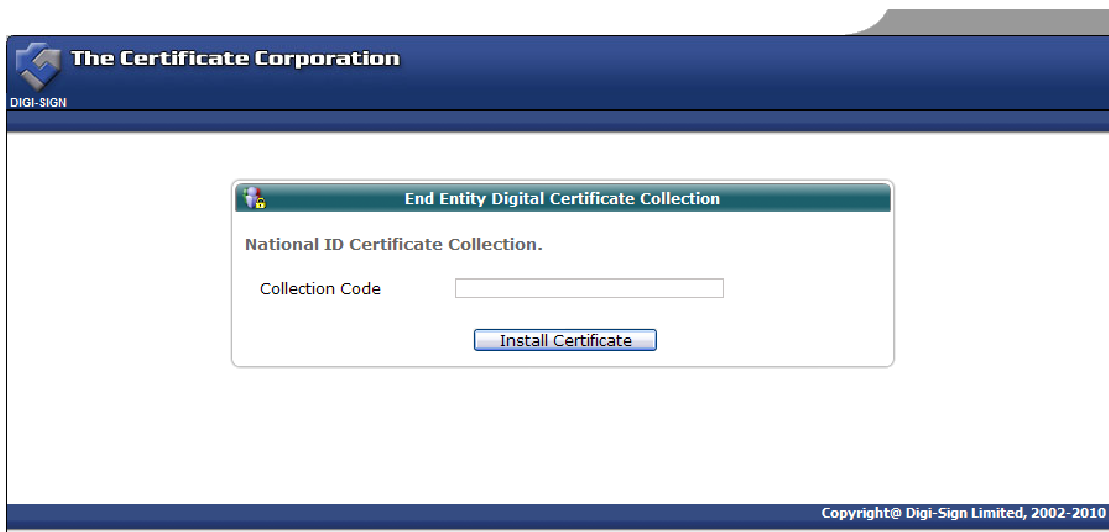 The Certificate Corporation
DIGI-SIGN
End Entity Digital Certificate Collection
National ID Certificate Collection.
Collection Code
Install Certificate
Copyright@ Digi-Sign Limited, 2002-2010